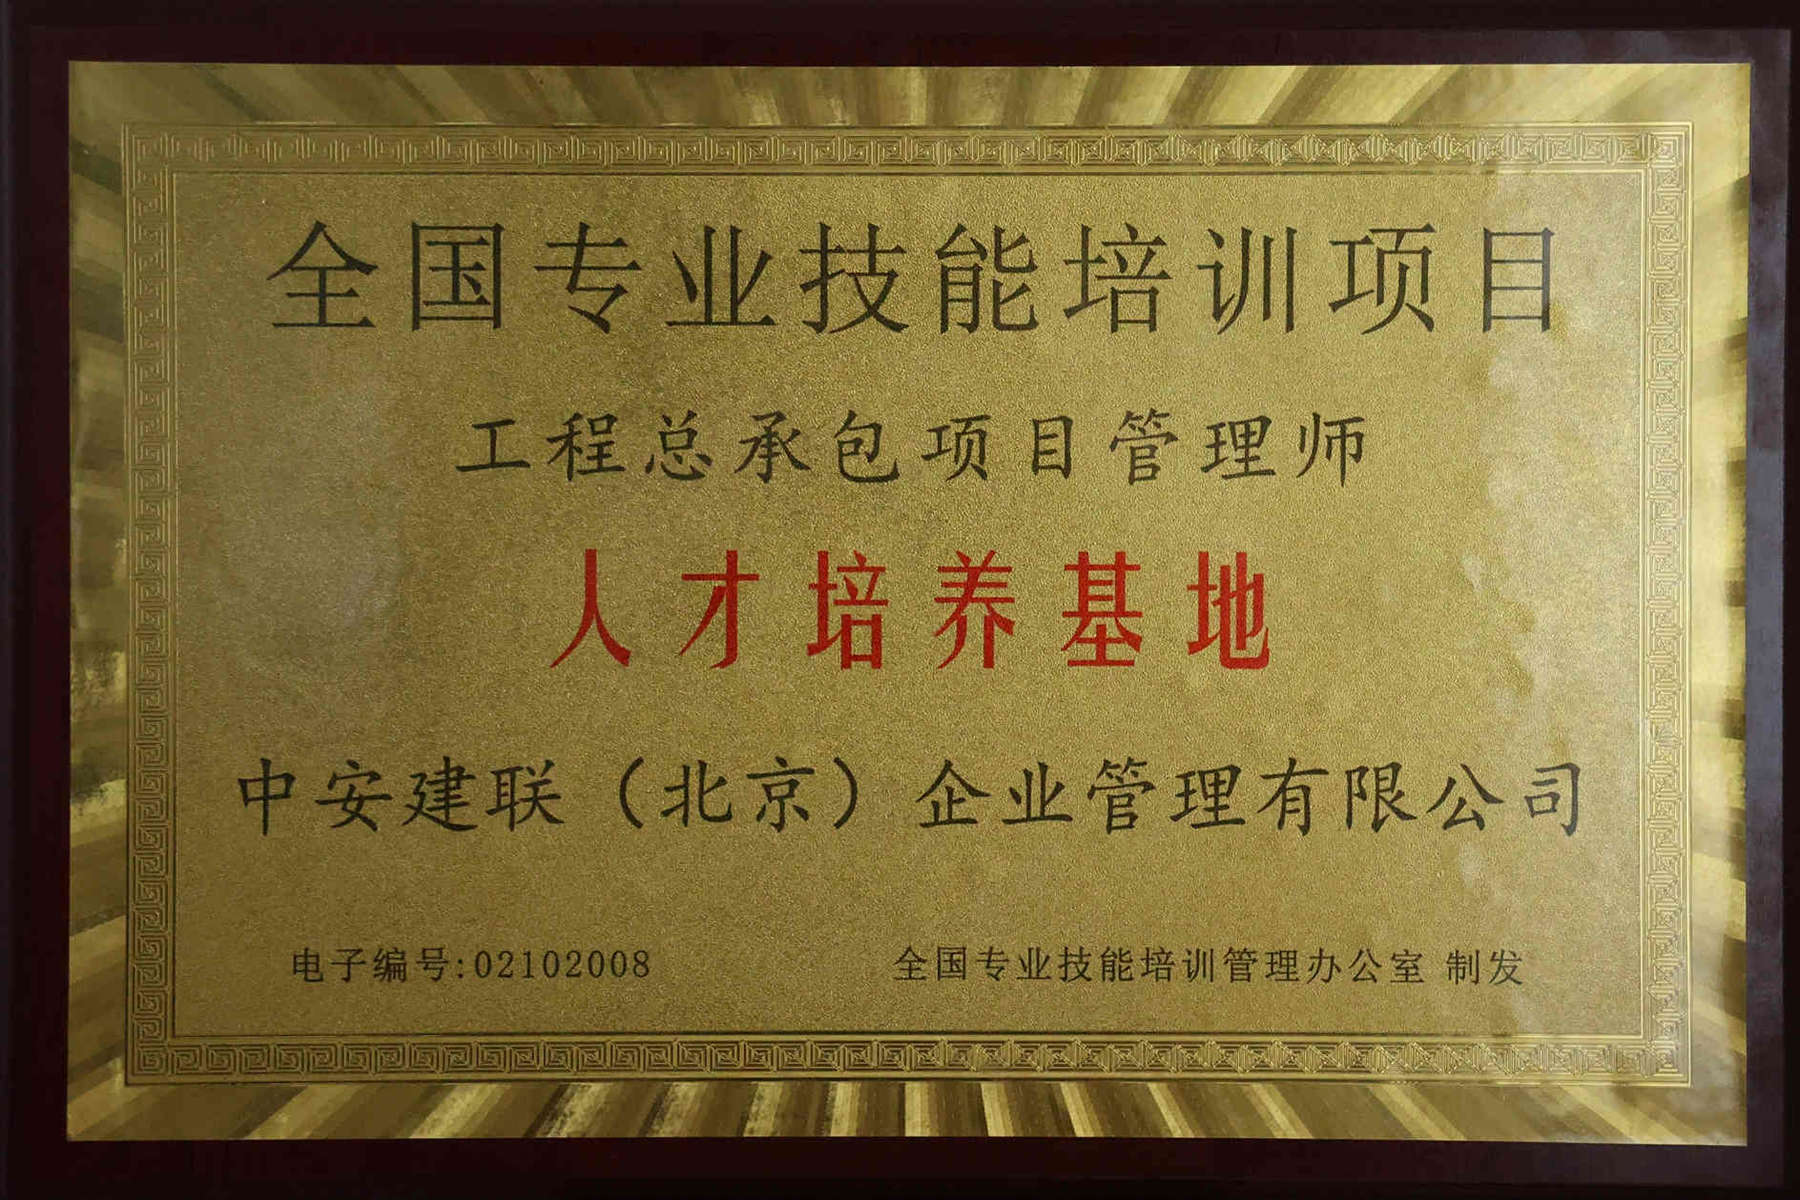 全国专业技能培训项目
工程总承包项目管理师
人才培养基地
中安建联（北京）企业管理有限公司
电子编号:02102008
全国专业技能培训管理办公室 制发